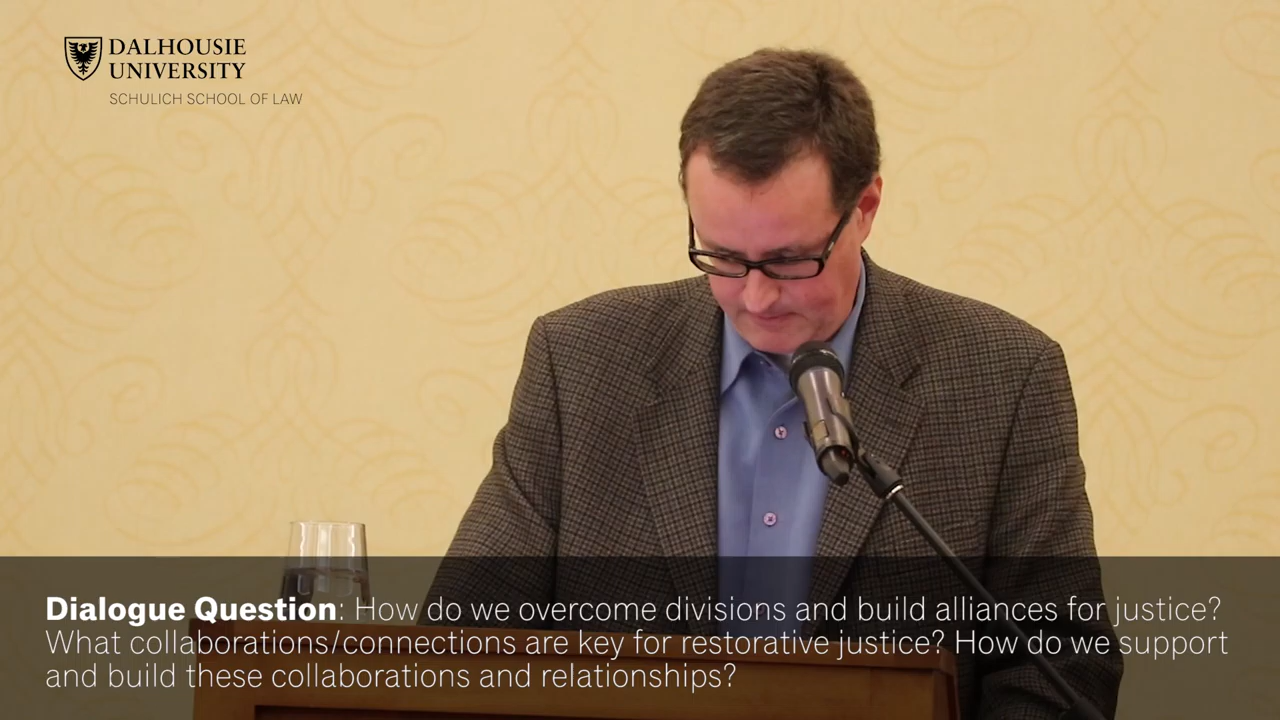 DALHOUSIE
UNIVERSITY
SCHULICH SCHOOL OF LAW
Dialogue Question: How do we overcome divisions and build alliances for justice?
What collaborations/connections are key for restorative justice? How do we support
and build these collaborations and relationships?